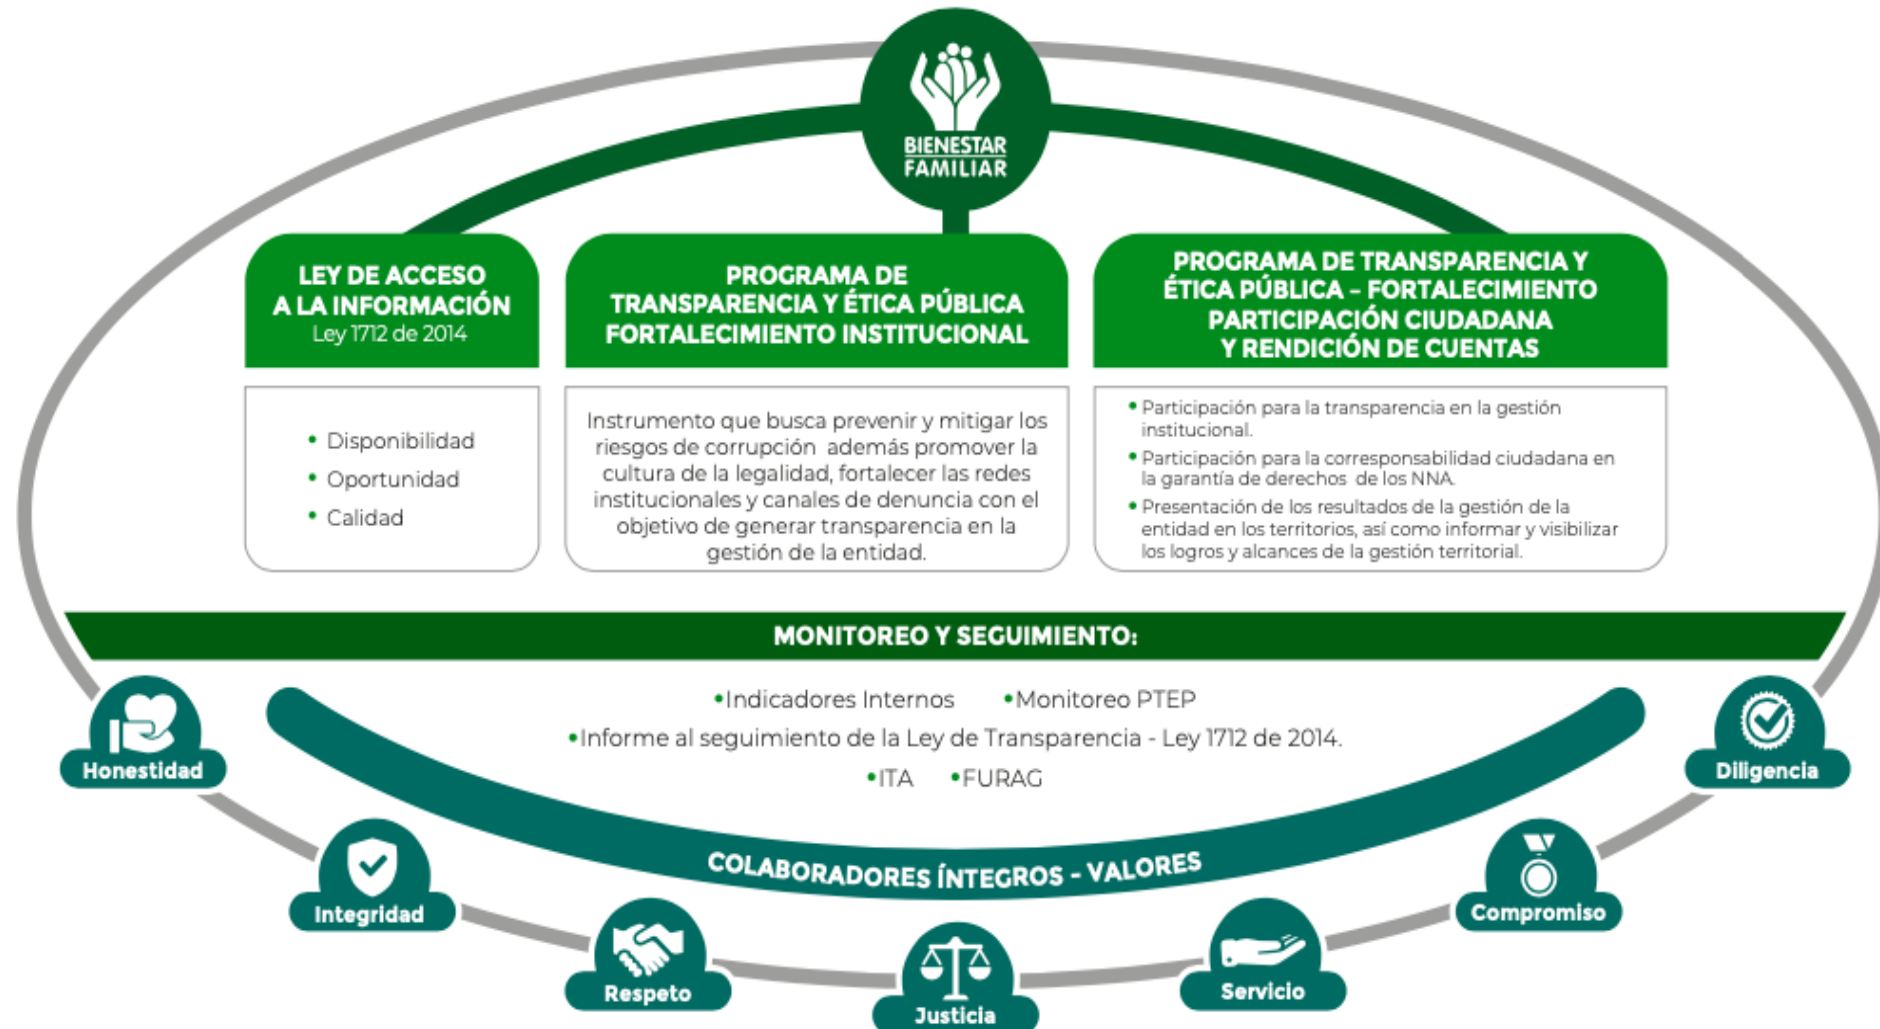 BIENESTAR
FAMILIAR
LEY DE ACCESO
A LA INFORMACIÓN
Ley 1712 de 2014
• Disponibilidad
• Oportunidad
• Calidad
PROGRAMA DE
TRANSPARENCIA Y ÉTICA PÚBLICA
FORTALECIMIENTO INSTITUCIONAL
Instrumento que busca prevenir y mitigar los
riesgos de corrupción además promover la
cultura de la legalidad, fortalecer las redes
institucionales y canales de denuncia con el
objetivo de generar transparencia en la
gestión de la entidad.
PROGRAMA DE TRANSPARENCIA Y
ÉTICA PÚBLICA – FORTALECIMIENTO
PARTICIPACIÓN CIUDADANA
Y RENDICIÓN DE CUENTAS
• Participación para la transparencia en la gestión
institucional.
• Participación para la corresponsabilidad ciudadana en
la garantía de derechos de los NNA.
• Presentación de los resultados de la gestión de la
entidad en los territorios, así como informar y visibilizar
los logros y alcances de la gestión territorial.
MONITOREO Y SEGUIMIENTO:
•Indicadores Internos •Monitoreo PTEP
•Informe al seguimiento de la Ley de Transparencia - Ley 1712 de 2014.
•ITA •FURAG
COLABORADORES ÍNTEGROS - VALORES
Honestidad
Integridad
Respeto
Justicia
Servicio
Compromiso
Diligencia